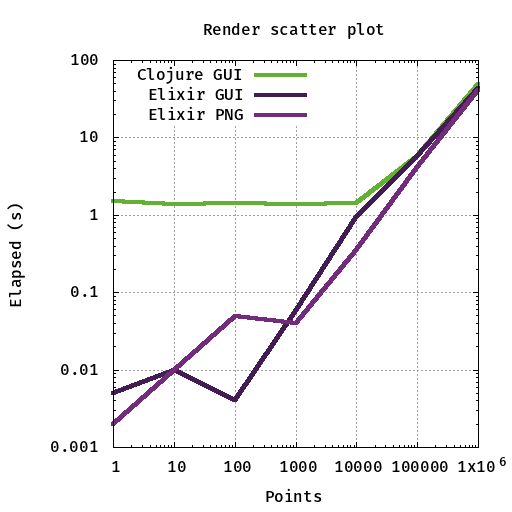 Render scatter plot
100
Clojure GUI
Elixir GUI
Elixir PNG
10
1
0.1
0.01
0.001
Elapsed (s)
1 10 100 1000 10000 100000 1x10⁶
Points